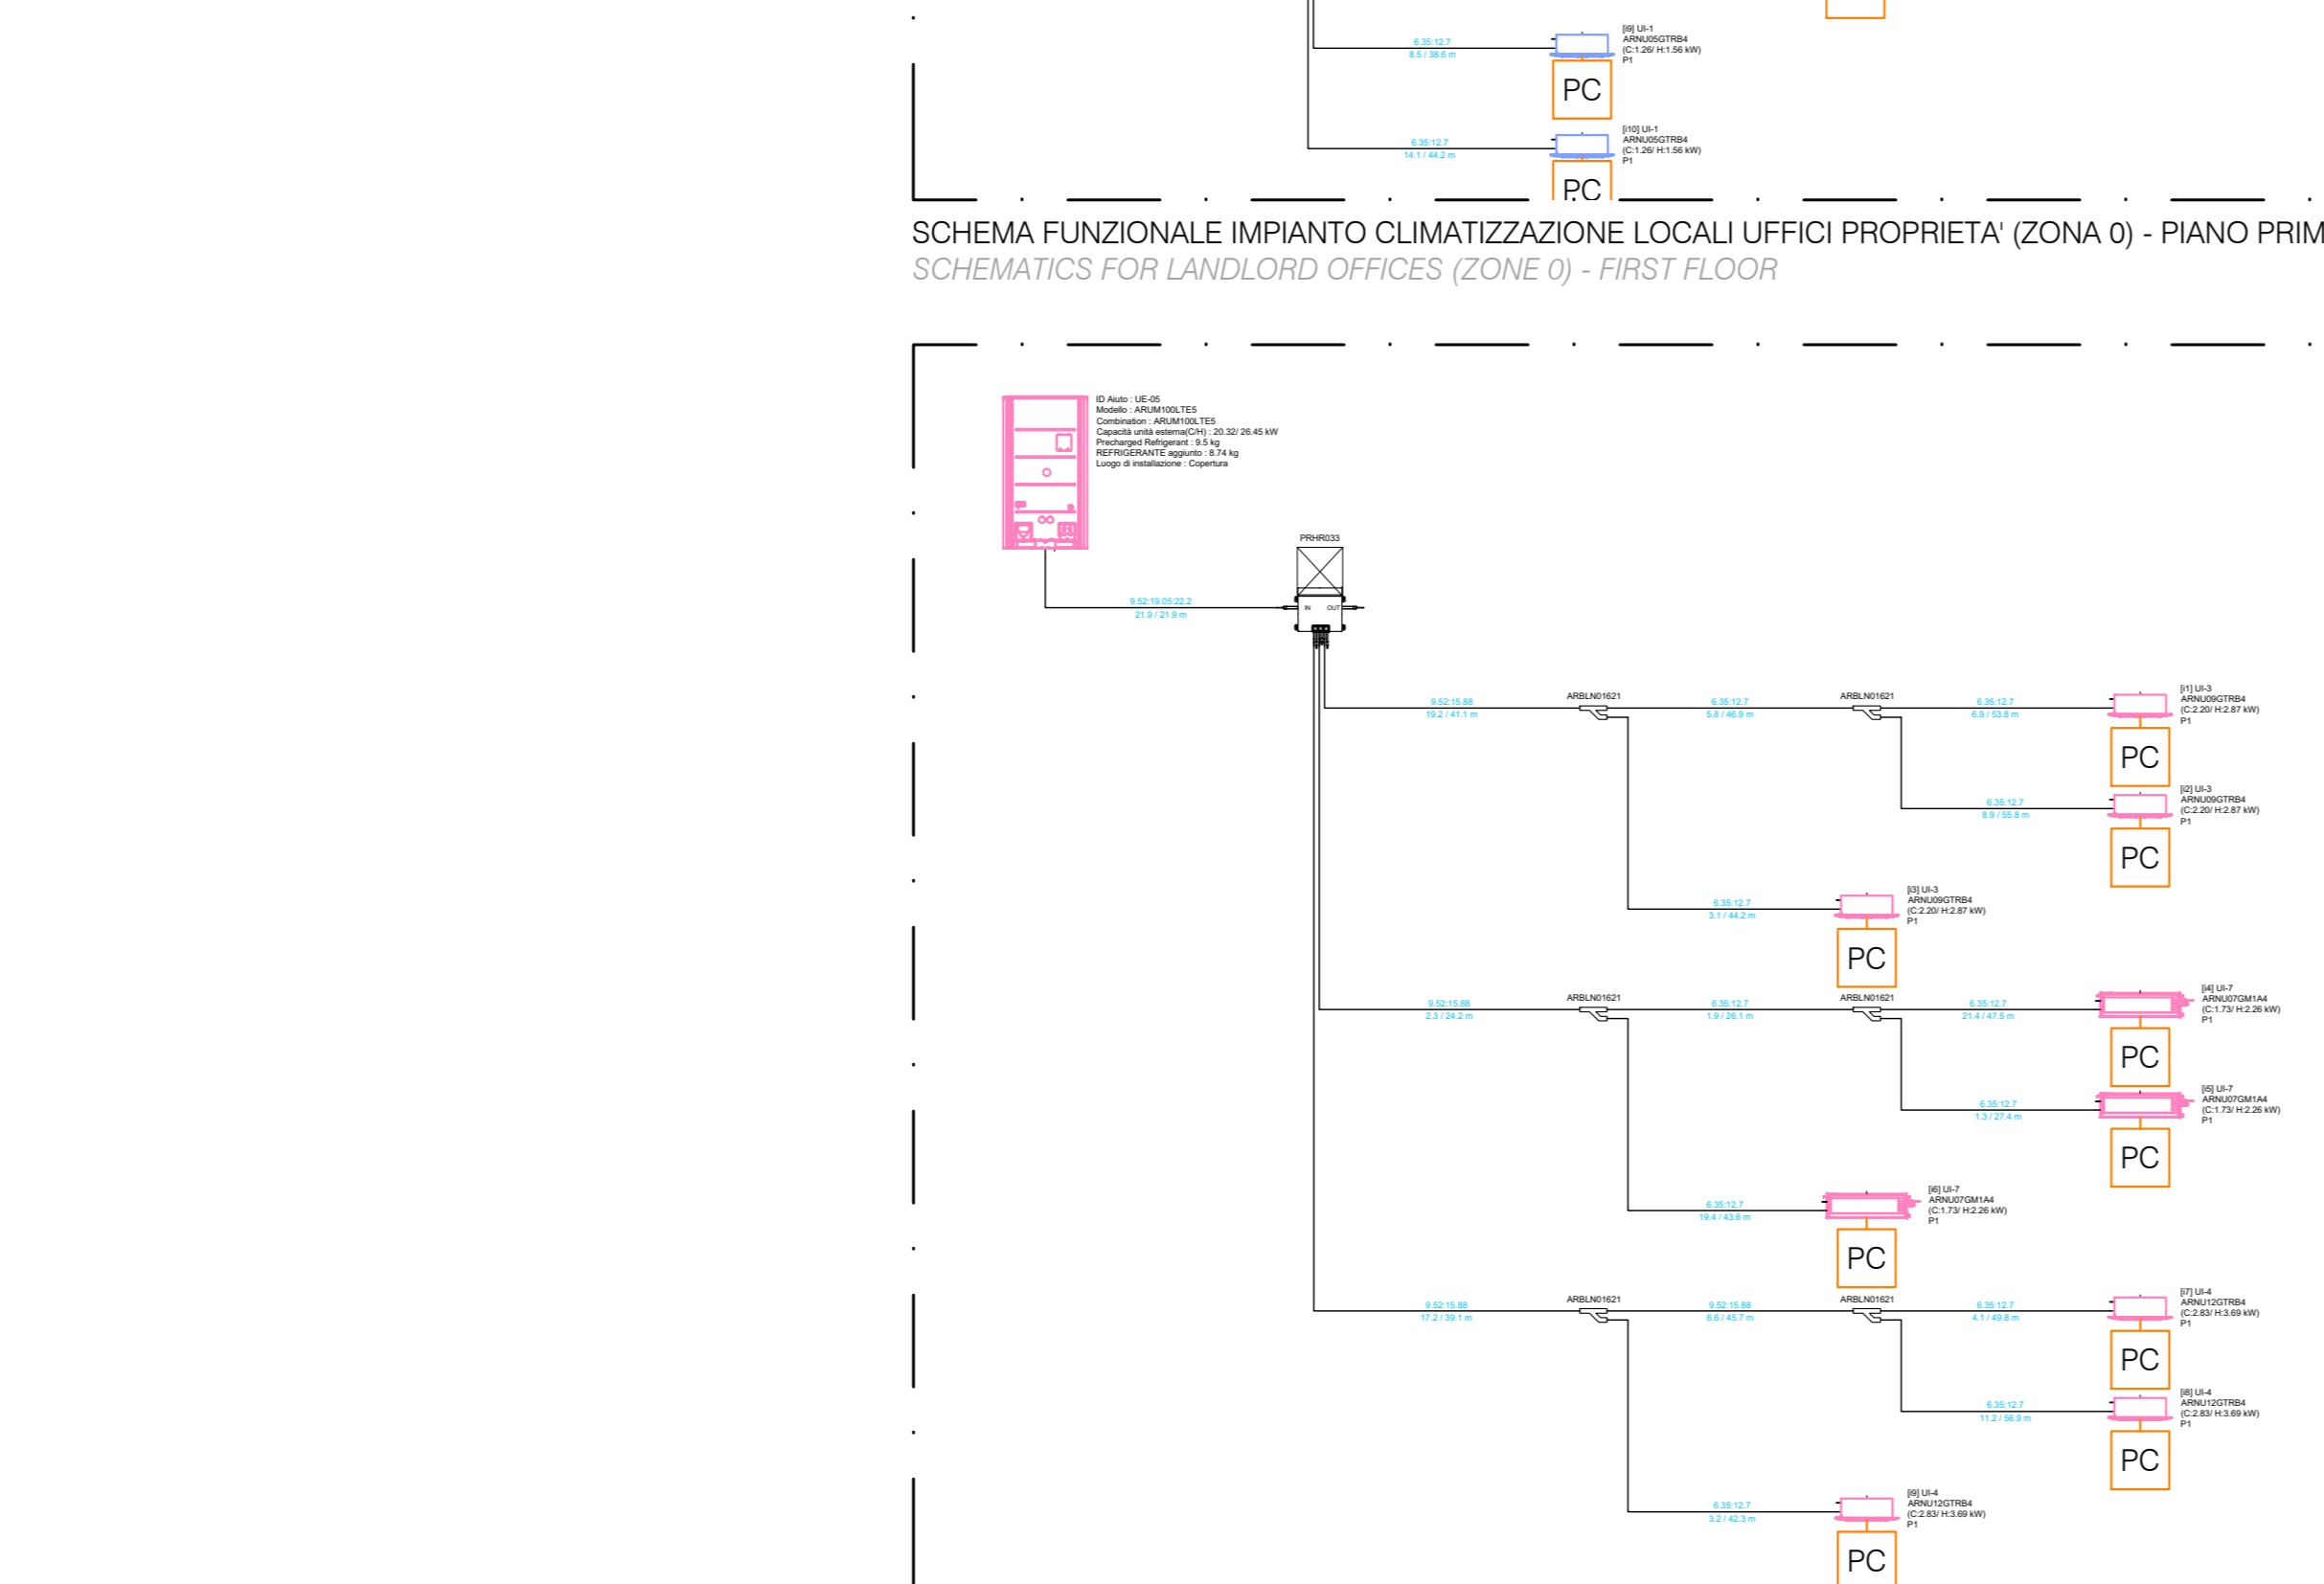 6.35:12.7
8.5 / 38.6 m
[i9] UI-1
ARNU05GTRB4
(C:1.26/ H:1.56 kW)
P1
PC
6.35:12.7
14.1 / 44.2 m
[i10] UI-1
ARNU05GTRB4
(C:1.26/ H:1.56 kW)
P1
PC
SCHEMA FUNZIONALE IMPIANTO CLIMATIZZAZIONE LOCALI UFFICI PROPRIETA' (ZONA 0) - PIANO PRIM
SCHEMATICS FOR LANDLORD OFFICES (ZONE 0) - FIRST FLOOR
ID Aiuto : UE-05
Modello : ARUM100LTE5
Combination : ARUM100LTE5
Capacità unità esterna(C/H) : 20.32/ 26.45 kW
Precharged Refrigerant : 9.5 kg
REFRIGERANTE aggiunto : 8.74 kg
Luogo di installazione : Copertura
PRHR033
IN OUT
9.52:19.05:22.2
21.9 / 21.9 m
9.52:15.88
19.2 / 41.1 m
ARBLN01621
6.35:12.7
5.8 / 46.9 m
ARBLN01621
6.35:12.7
6.9 / 53.8 m
[i1] UI-3
ARNU09GTRB4
(C:2.20/ H:2.87 kW)
P1
PC
6.35:12.7
8.9 / 55.8 m
[i2] UI-3
ARNU09GTRB4
(C:2.20/ H:2.87 kW)
P1
PC
6.35:12.7
3.1 / 44.2 m
[i3] UI-3
ARNU09GTRB4
(C:2.20/ H:2.87 kW)
P1
PC
9.52:15.88
2.3 / 24.2 m
ARBLN01621
6.35:12.7
1.9 / 26.1 m
ARBLN01621
6.35:12.7
21.4 / 47.5 m
[i4] UI-7
ARNU07GM1A4
(C:1.73/ H:2.26 kW)
P1
PC
6.35:12.7
1.3 / 27.4 m
[i5] UI-7
ARNU07GM1A4
(C:1.73/ H:2.26 kW)
P1
PC
6.35:12.7
19.4 / 43.6 m
[i6] UI-7
ARNU07GM1A4
(C:1.73/ H:2.26 kW)
P1
PC
9.52:15.88
17.2 / 39.1 m
ARBLN01621
9.52:15.88
6.6 / 45.7 m
ARBLN01621
6.35:12.7
4.1 / 49.8 m
[i7] UI-4
ARNU12GTRB4
(C:2.83/ H:3.69 kW)
P1
PC
6.35:12.7
11.2 / 56.9 m
[i8] UI-4
ARNU12GTRB4
(C:2.83/ H:3.69 kW)
P1
PC
6.35:12.7
3.2 / 42.3 m
[i9] UI-4
ARNU12GTRB4
(C:2.83/ H:3.69 kW)
P1
PC